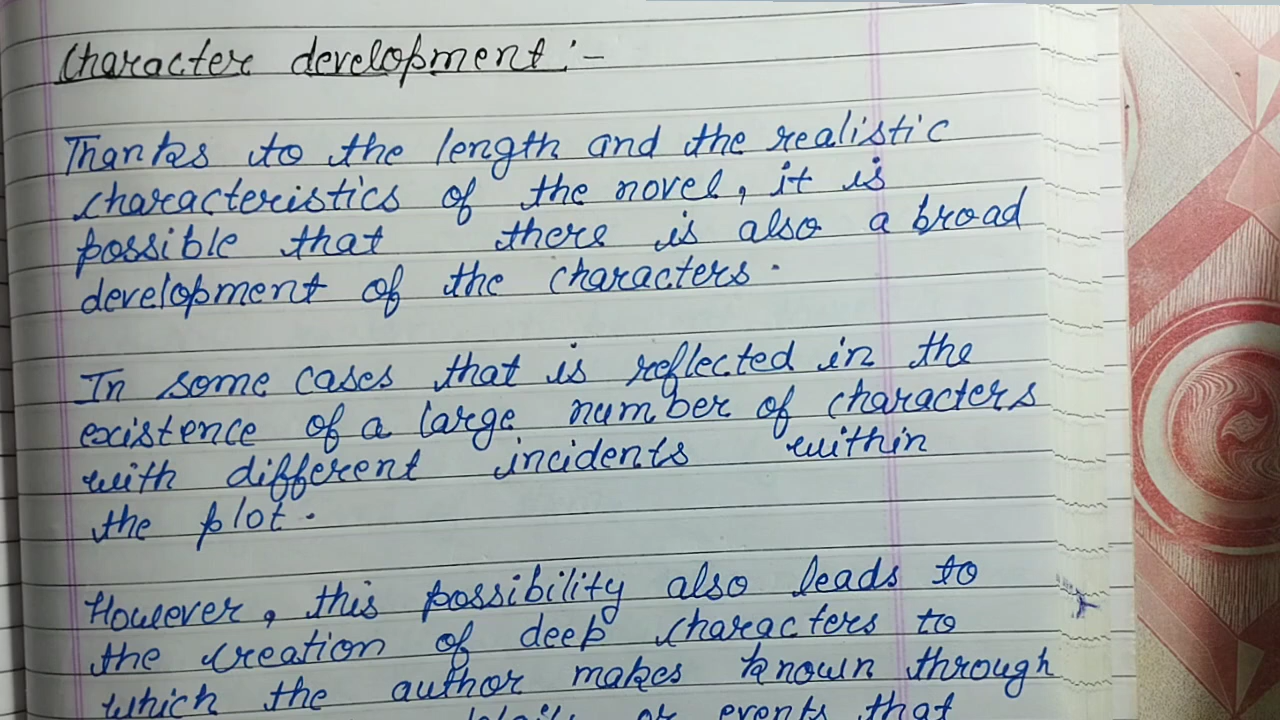 Character development :-
Thanks to the length and the realistic
characteristics of the novel, it is
possible that there is also a broad
development of the characters.
In some cases that is reflected in the
existence of a large number of characters
with different incidents within
the plot.
However, this possibility also leads to
the creation of deep characters to
which the author makes known through
or events that